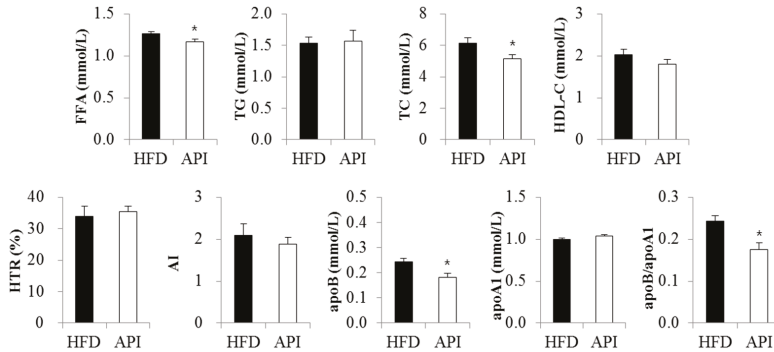 FFA (mmol/L)
1.5
1.0
0.5
0.0
*
HFD API
TG (mmol/L)
2.0
1.5
1.0
0.5
0.0
HFD API
TC (mmol/L)
8
6
4
2
0
*
HFD API
HDL-C (mmol/L)
3
2
1
0
HFD API
HTR (%)
40
30
20
10
0
HFD API
AI
3
2
1
0
HFD API
apoB (mmol/L)
0.5
0.4
0.3
0.2
0.1
0.0
*
HFD API
apoA1 (mmol/L)
1.5
1.0
0.5
0.0
HFD API
apoB/apoA1
0.3
0.2
0.1
0.0
*
HFD API